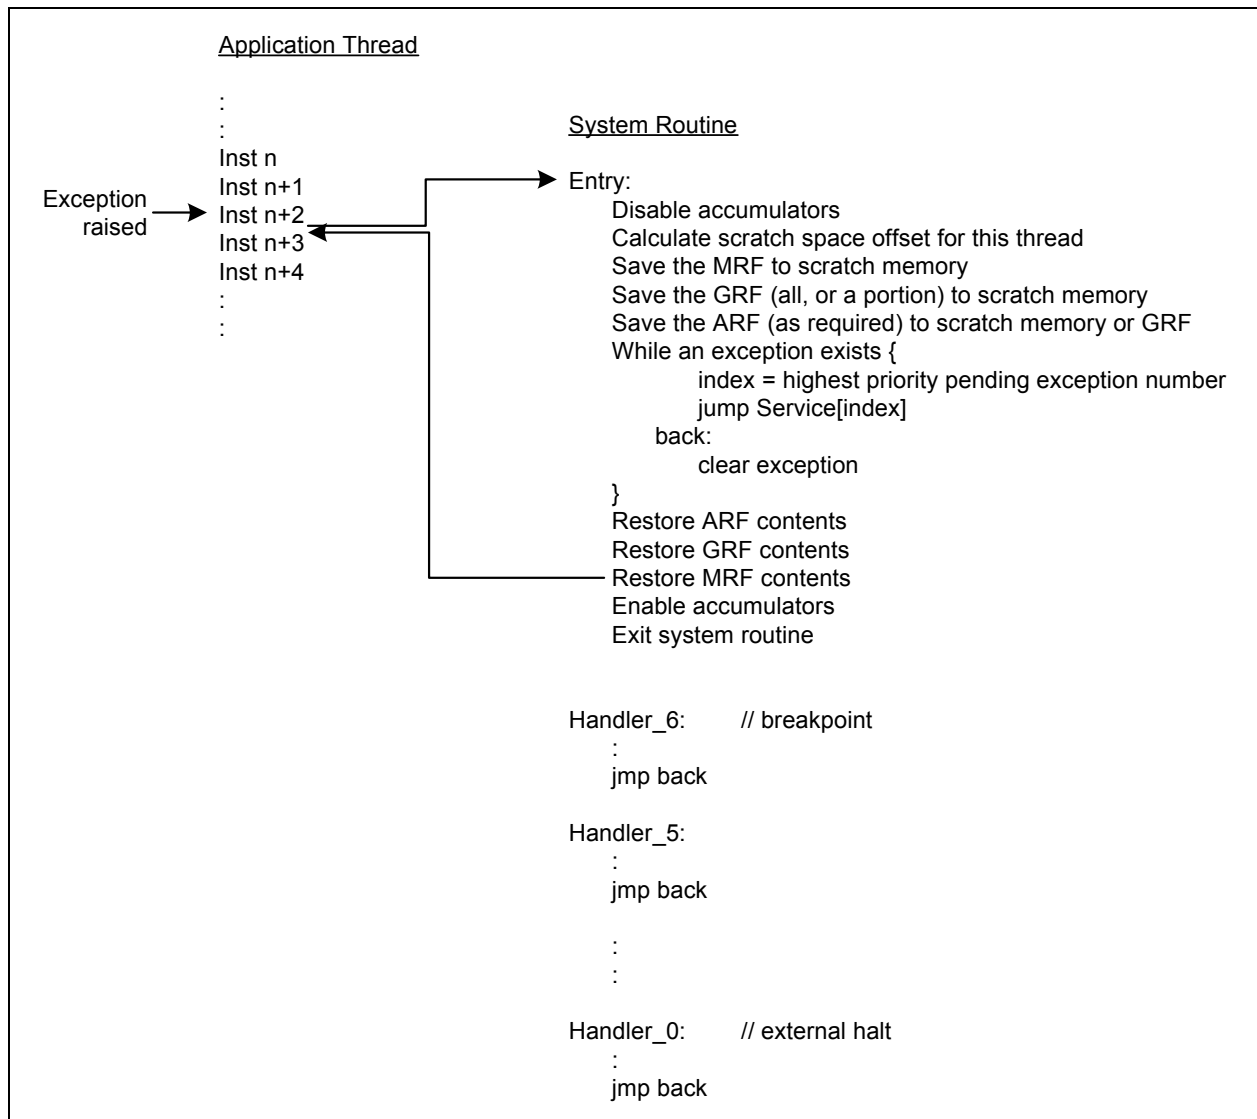 Application Thread
:
:
Inst n
Inst n+1
Inst n+2
Inst n+3
Inst n+4
:
:
Exception
raised
System Routine
Entry:
Disable accumulators
Calculate scratch space offset for this thread
Save the MRF to scratch memory
Save the GRF (all, or a portion) to scratch memory
Save the ARF (as required) to scratch memory or GRF
While an exception exists {
index = highest priority pending exception number
jump Service[index]
back:
clear exception
}
Restore ARF contents
Restore GRF contents
Restore MRF contents
Enable accumulators
Exit system routine
Handler_6: // breakpoint
:
jmp back
Handler_5:
:
jmp back
:
:
Handler_0: // external halt
:
jmp back